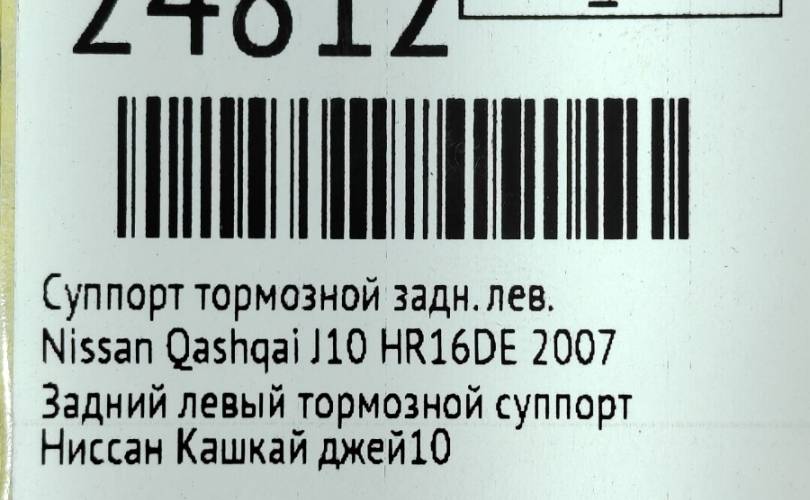 24812
Суппорт тормозной задн. лев.
Nissan Qashqai J10 HR16DE 2007
Задний левый тормозной суппорт
Ниссан Кашкай джей10